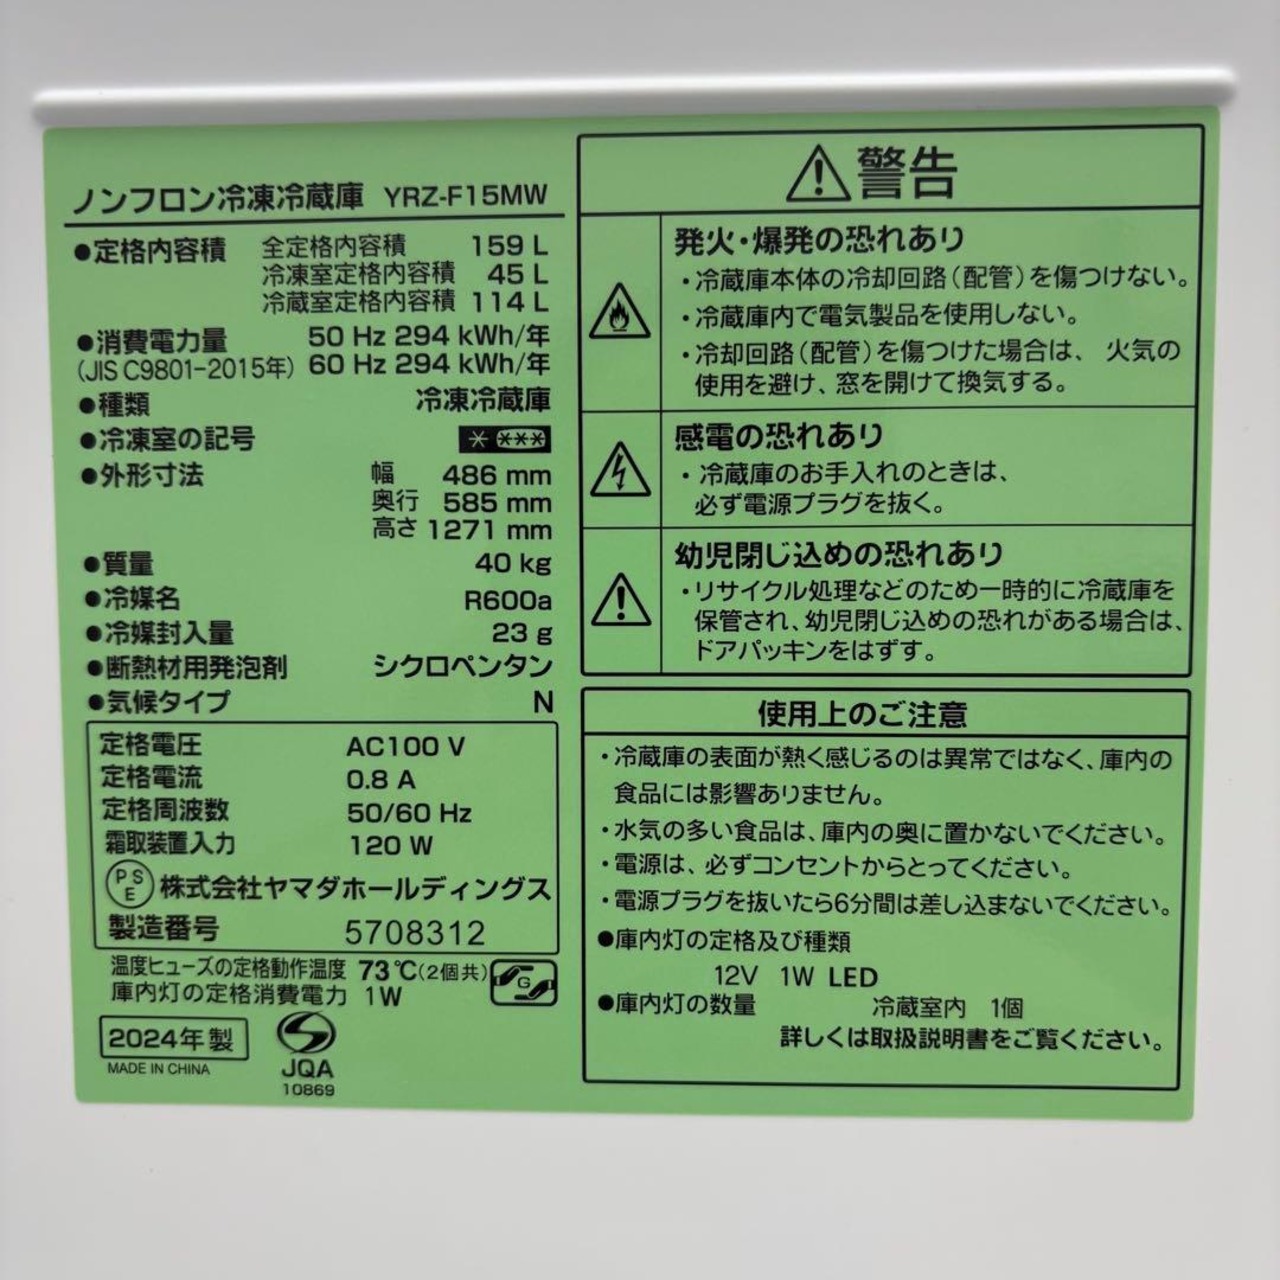 ノンフロン冷凍冷蔵庫 YRZ-F15MW
●定格内容積 全定格内容積 159 L
冷凍室定格内容積 45 L
冷蔵室定格内容積 114 L
●消費電力量 50 Hz 294 kWh/年
(JIS C9801-2015年) 60 Hz 294 kWh/年
●種類 冷凍冷蔵庫
●冷凍室の記号 * ***
●外形寸法 幅 486 mm
奥行 585 mm
高さ 1271 mm
●質量 40 kg
●冷媒名 R600a
●冷媒封入量 23 g
●断熱材用発泡剤 シクロペンタン
●気候タイプ N
定格電圧 AC100 V
定格電流 0.8 A
定格周波数 50/60 Hz
霜取装置入力 120 W
PSE 株式会社ヤマダホールディングス
製造番号 5708312
温度ヒューズの定格動作温度 73℃(2個共)
庫内灯の定格消費電力 1W
G
2024年 製
MADE IN CHINA
JQA
10869
警告
発火・爆発の恐れあり
・冷蔵庫本体の冷却回路(配管)を傷つけない。
・冷蔵庫内で電気製品を使用しない。
・冷却回路(配管)を傷つけた場合は、 火気の
使用を避け、窓を開けて換気する。
感電の恐れあり
・冷蔵庫のお手入れのときは、
必ず電源プラグを抜く。
幼児閉じ込めの恐れあり
・リサイクル処理などのため一時的に冷蔵庫を
保管され、幼児閉じ込めの恐れがある場合は、
ドアパッキンをはずす。
使用上のご注意
・冷蔵庫の表面が熱く感じるのは異常ではなく、庫内の
食品には影響ありません。
・水気の多い食品は、庫内の奥に置かないでください。
・電源は、必ずコンセントからとってください。
・電源プラグを抜いたら6分間は差し込まないでください。
●庫内灯の定格及び種類
12V 1W LED
●庫内灯の数量 冷蔵室内 1個
詳しくは取扱説明書をご覧ください。